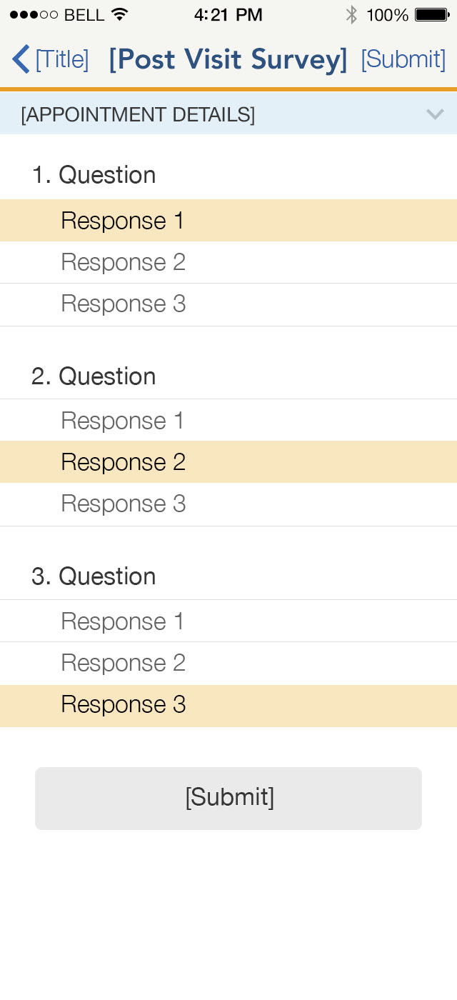 BELL 4:21 PM 100%
[Title] [Post Visit Survey] [Submit]
[APPOINTMENT DETAILS]
1. Question
Response 1
Response 2
Response 3
2. Question
Response 1
Response 2
Response 3
3. Question
Response 1
Response 2
Response 3
[Submit]